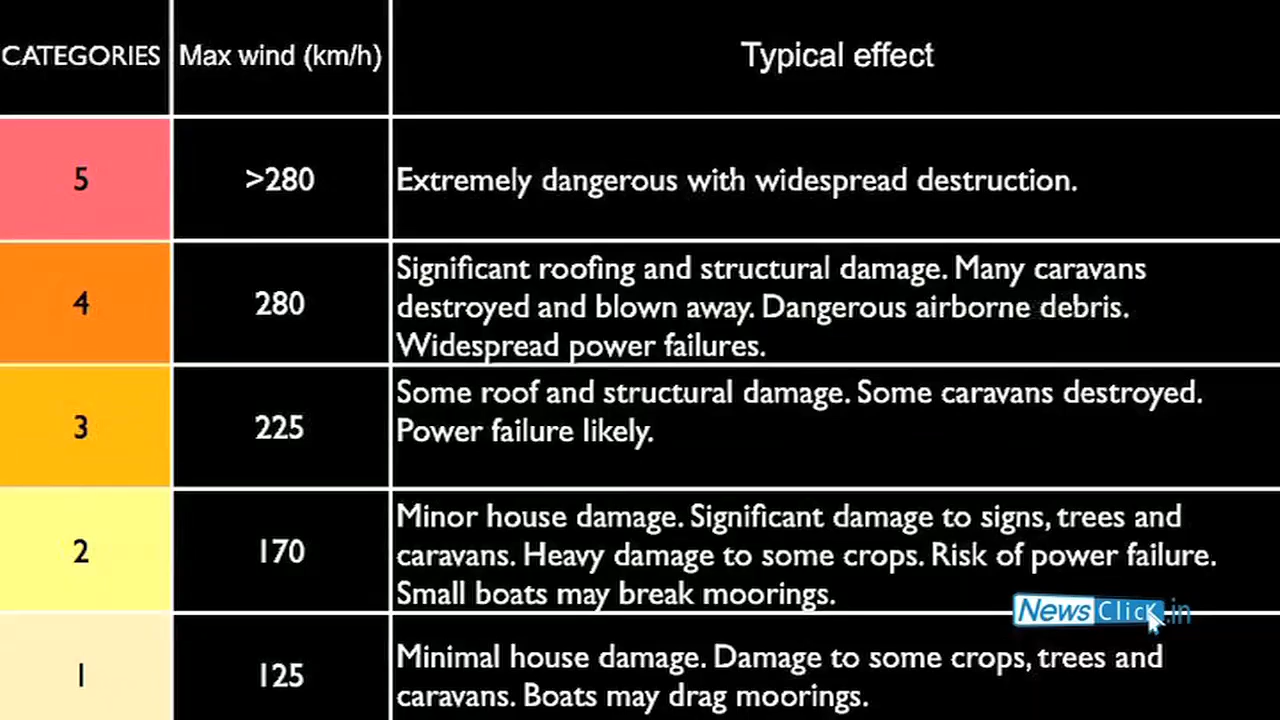 CATEGORIES Max wind (km/h) Typical effect
5 >280 Extremely dangerous with widespread destruction.
4 280 Significant roofing and structural damage. Many caravans
destroyed and blown away. Dangerous airborne debris.
Widespread power failures.
3 225 Some roof and structural damage. Some caravans destroyed.
Power failure likely.
2 170 Minor house damage. Significant damage to signs, trees and
caravans. Heavy damage to some crops. Risk of power failure.
Small boats may break moorings.
NewsClick.in
1 125 Minimal house damage. Damage to some crops, trees and
caravans. Boats may drag moorings.